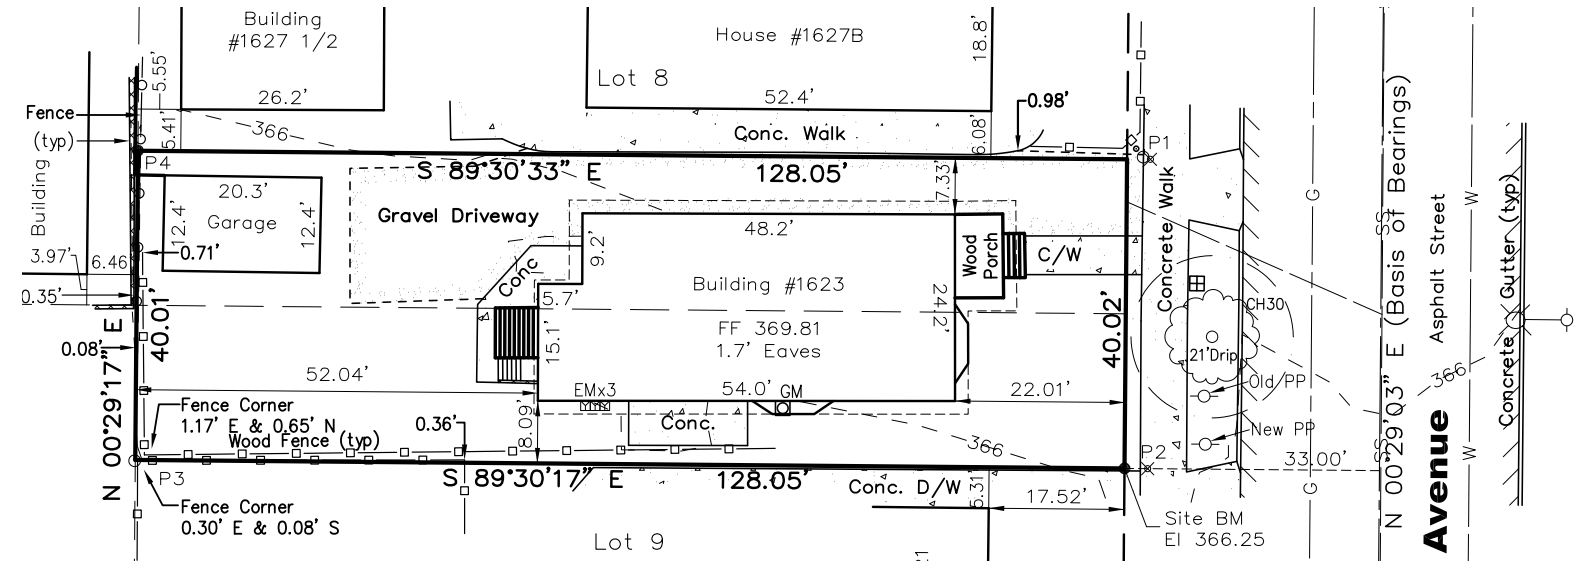 Building
#1627 1/2
26.2'
5.55'
5.41'
House #1627B
18.8'
Lot 8
52.4'
0.98'
6.08'
Conc. Walk
Fence
(typ)
Building
366
P4
P1
S 89°30'33" E 128.05'
7.33'
20.3'
Garage
12.4'
12.4'
Gravel Driveway
0.71'
3.97'
6.46
0.35'
0.08'
N 00°29'17" E
40.01'
Conc
9.2'
48.2'
5.7'
15.1'
Building #1623
FF 369.81
1.7' Eaves
24.2'
Wood
Porch
C/W
Concrete Walk
40.02'
CH30
21'Drip
Old PP
New PP
52.04'
EMx3
54.0'
GM
22.01'
Fence Corner
1.17' E & 0.65' N
Wood Fence (typ)
0.36'
8.09'
Conc.
366
P3
P2
S 89°30'17" E 128.05'
Fence Corner
0.30' E & 0.08' S
Conc. D/W
5.31'
17.52'
33.00'
Site BM
El 366.25
Lot 9
21
G
G
SS
SS
N 00°29'03" E (Basis of Bearings)
Asphalt Street
Avenue
W
W
366
Concrete Gutter (typ)